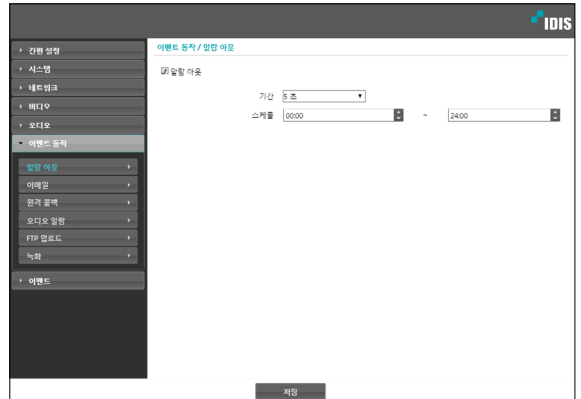 IDIS
간편 설정
시스템
네트워크
비디오
오디오
이벤트 동작
알람 아웃
이메일
원격 콜백
오디오 알람
FTP 업로드
녹화
이벤트
이벤트 동작 / 알람 아웃
알람 아웃
기간 5 초
스케줄 00:00 ~ 24:00
저장